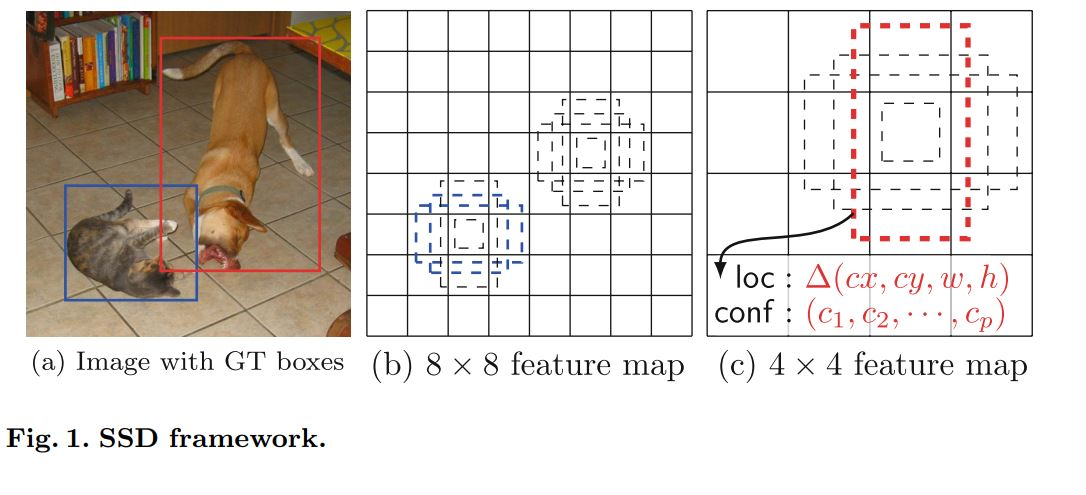 loc : Δ(cx, cy, w, h)
conf : (c₁, c₂, ⋯, cₚ)
(a) Image with GT boxes (b) 8 × 8 feature map (c) 4 × 4 feature map
Fig. 1. SSD framework.